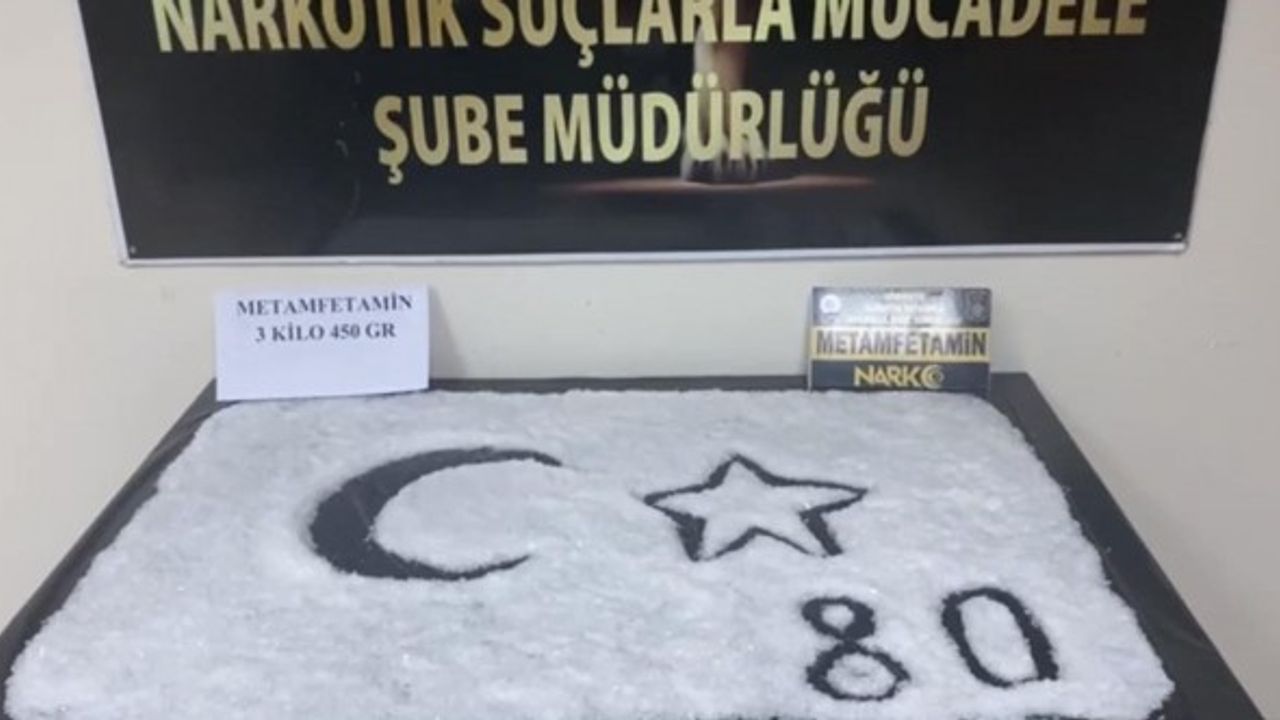 NARKOTİK SUÇLARLA MÜCADELE
ŞUBE MÜDÜRLÜĞÜ
METAMFETAMİN
3 KİLO 450 GR
METAMFETAMİN
NARKO
80